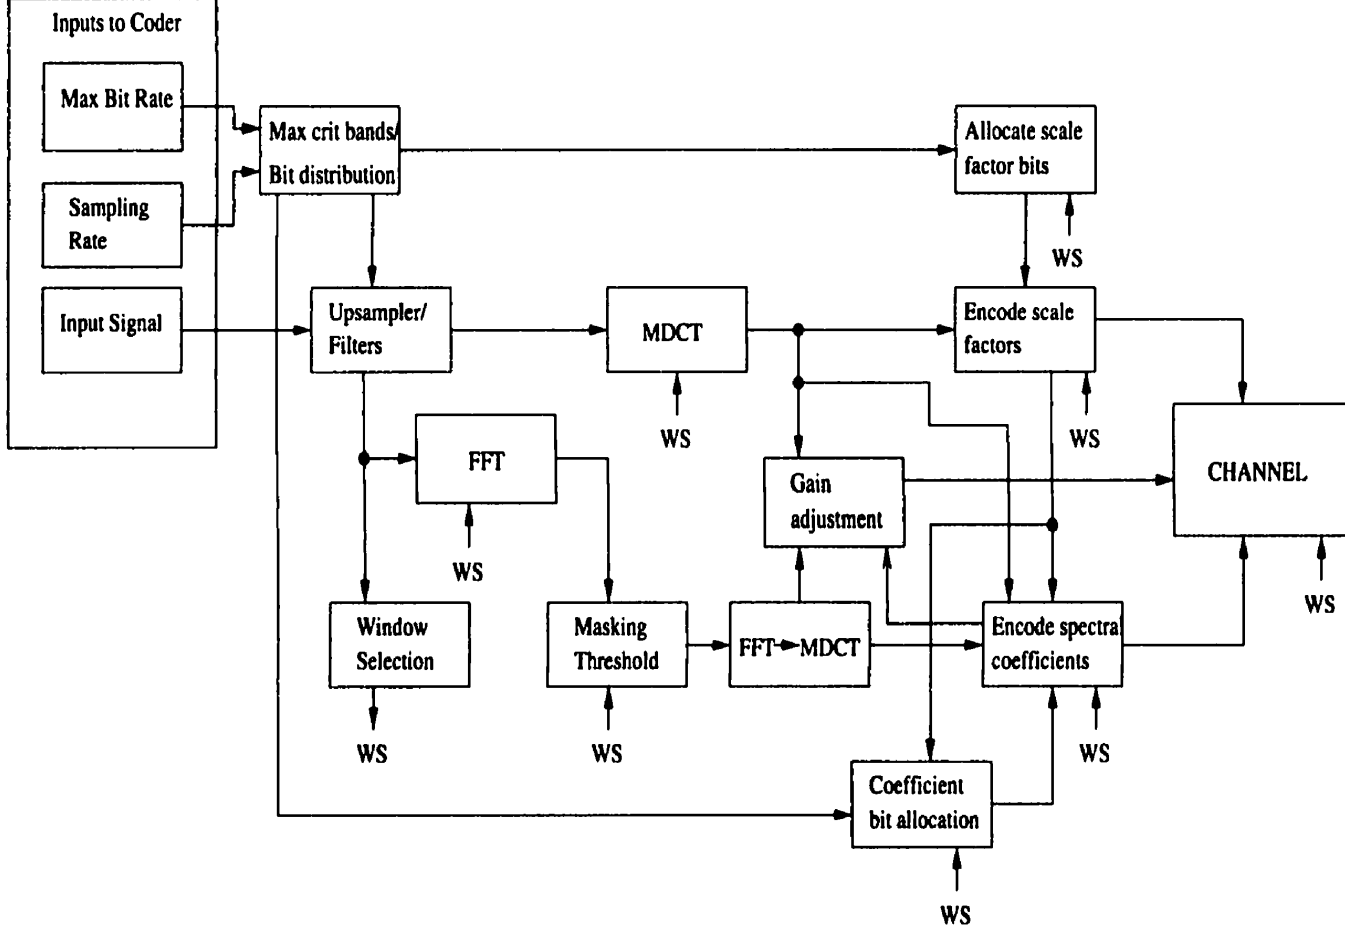 Inputs to Coder
Max Bit Rate
Sampling
Rate
Input Signal
Max crit bands/
Bit distribution
Allocate scale
factor bits
WS
Upsampler/
Filters
MDCT
WS
Encode scale
factors
WS
FFT
WS
Gain
adjustment
CHANNEL
WS
Window
Selection
WS
Masking
Threshold
WS
FFT MDCT
Encode spectral
coefficients
WS
Coefficient
bit allocation
WS